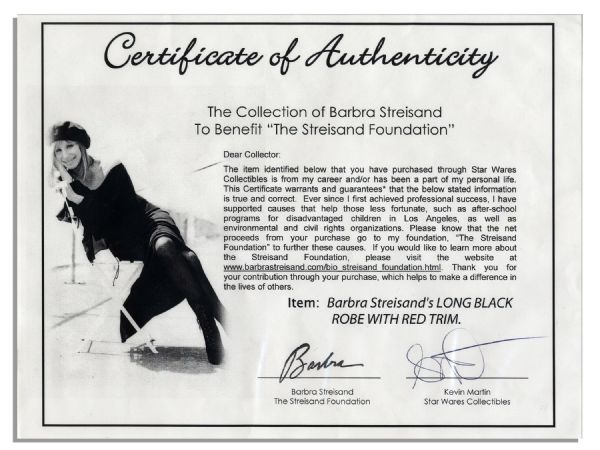 Certificate of Authenticity
The Collection of Barbra Streisand
To Benefit “The Streisand Foundation”
Dear Collector:
The item identified below that you have purchased through Star Wares
Collectibles is from my career and/or has been a part of my personal life.
This Certificate warrants and guarantees* that the below stated information
is true and correct. Ever since I first achieved professional success, I have
supported causes that help those less fortunate, such as after-school
programs for disadvantaged children in Los Angeles, as well as
environmental and civil rights organizations. Please know that the net
proceeds from your purchase go to my foundation, “The Streisand
Foundation” to further these causes. If you would like to learn more about
the Streisand Foundation, please visit the website at
www.barbrastreisand.com/bio_streisand_foundation.html. Thank you for
your contribution through your purchase, which helps to make a difference in
the lives of others.
Item: Barbra Streisand's LONG BLACK
ROBE WITH RED TRIM.
Barbra
Barbra Streisand
The Streisand Foundation
Kevin Martin
Star Wares Collectibles